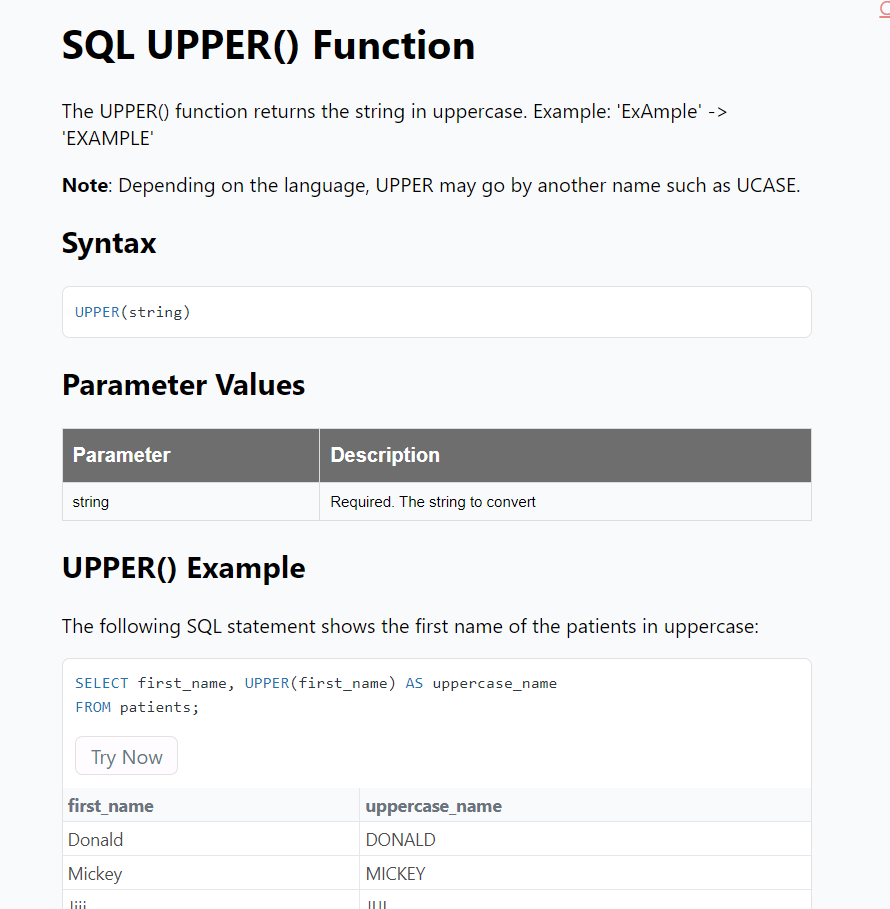 SQL UPPER() Function
The UPPER() function returns the string in uppercase. Example: 'ExAmple' ->
'EXAMPLE'
Note: Depending on the language, UPPER may go by another name such as UCASE.
Syntax
UPPER(string)
Parameter Values
Parameter Description
string Required. The string to convert
UPPER() Example
The following SQL statement shows the first name of the patients in uppercase:
SELECT first_name, UPPER(first_name) AS uppercase_name
FROM patients;
Try Now
first_name uppercase_name
Donald DONALD
Mickey MICKEY